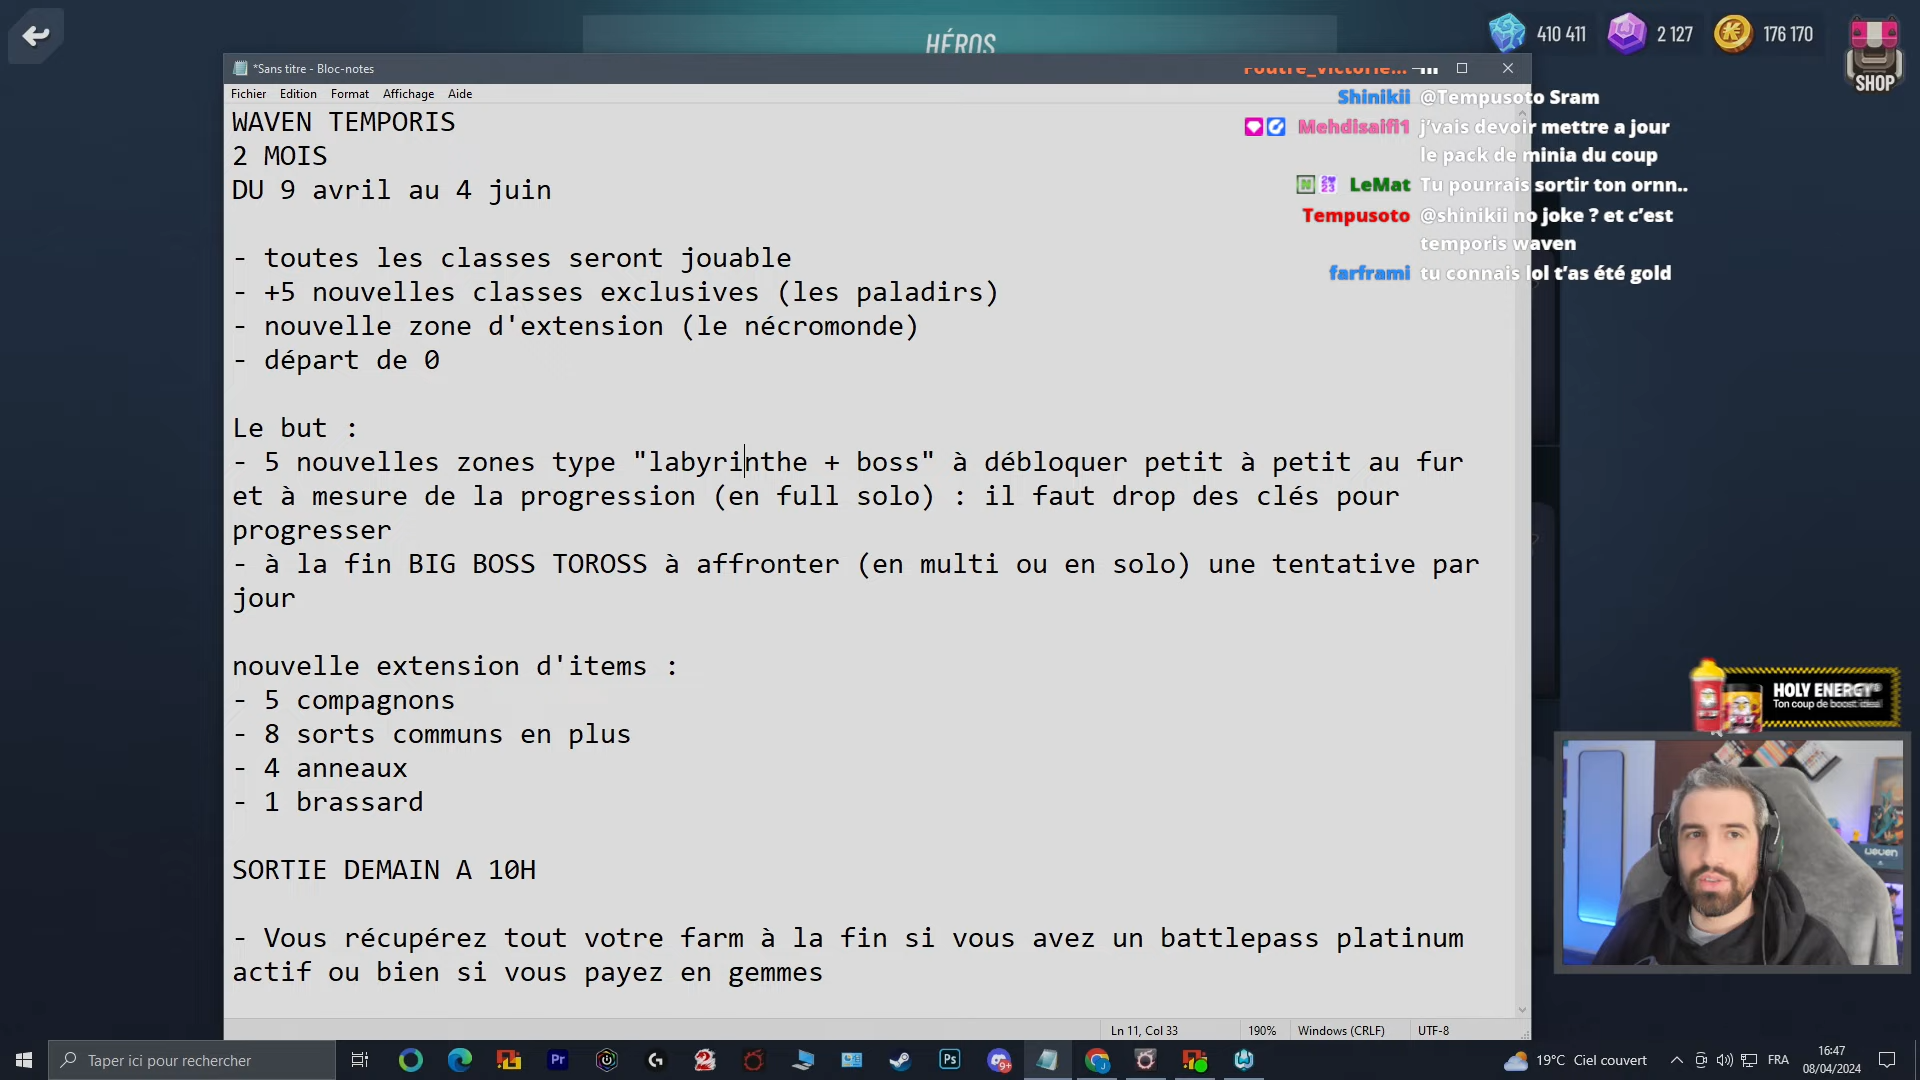 HÉROS
410 411
2 127
176 170
SHOP
*Sans titre - Bloc-notes
Fichier Edition Format Affichage Aide
WAVEN TEMPORIS
2 MOIS
DU 9 avril au 4 juin
- toutes les classes seront jouable
- +5 nouvelles classes exclusives (les paladirs)
- nouvelle zone d'extension (le nécromonde)
- départ de 0
Le but :
- 5 nouvelles zones type "labyrinthe + boss" à débloquer petit à petit au fur
et à mesure de la progression (en full solo) : il faut drop des clés pour
progresser
- à la fin BIG BOSS TOROSS à affronter (en multi ou en solo) une tentative par
jour
nouvelle extension d'items :
- 5 compagnons
- 8 sorts communs en plus
- 4 anneaux
- 1 brassard
SORTIE DEMAIN A 10H
- Vous récupérez tout votre farm à la fin si vous avez un battlepass platinum
actif ou bien si vous payez en gemmes
Shinikii @Tempusoto Sram
Mehdisaifi1 j'vais devoir mettre a jour
le pack de minia du coup
LeMat Tu pourrais sortir ton ornn..
Tempusoto @shinikii no joke ? et c'est
temporis waven
farframi tu connais lol t'as été gold
HOLY ENERGY
Ton coup de boost idéal
Ln 11, Col 33
190%
Windows (CRLF)
UTF-8
Taper ici pour rechercher
19°C Ciel couvert
FRA
16:47
08/04/2024